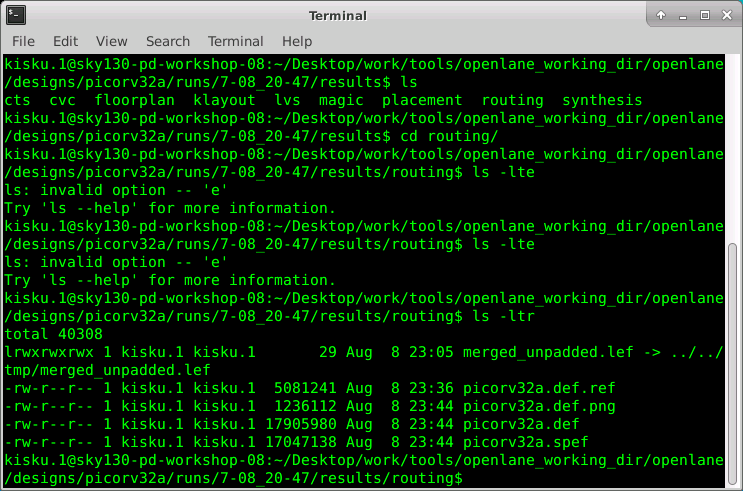 Terminal
File Edit View Search Terminal Help
kisku.1@sky130-pd-workshop-08:~/Desktop/work/tools/openlane_working_dir/openlane
/designs/picorv32a/runs/7-08_20-47/results$ ls
cts  cvc  floorplan  klayout  lvs  magic  placement  routing  synthesis
kisku.1@sky130-pd-workshop-08:~/Desktop/work/tools/openlane_working_dir/openlane
/designs/picorv32a/runs/7-08_20-47/results$ cd routing/
kisku.1@sky130-pd-workshop-08:~/Desktop/work/tools/openlane_working_dir/openlane
/designs/picorv32a/runs/7-08_20-47/results/routing$ ls -lte
ls: invalid option -- 'e'
Try 'ls --help' for more information.
kisku.1@sky130-pd-workshop-08:~/Desktop/work/tools/openlane_working_dir/openlane
/designs/picorv32a/runs/7-08_20-47/results/routing$ ls -lte
ls: invalid option -- 'e'
Try 'ls --help' for more information.
kisku.1@sky130-pd-workshop-08:~/Desktop/work/tools/openlane_working_dir/openlane
/designs/picorv32a/runs/7-08_20-47/results/routing$ ls -ltr
total 40308
lrwxrwxrwx 1 kisku.1 kisku.1       29 Aug  8 23:05 merged_unpadded.lef -> ../../
tmp/merged_unpadded.lef
-rw-r--r-- 1 kisku.1 kisku.1  5081241 Aug  8 23:36 picorv32a.def.ref
-rw-r--r-- 1 kisku.1 kisku.1  1236112 Aug  8 23:44 picorv32a.def.png
-rw-r--r-- 1 kisku.1 kisku.1 17905980 Aug  8 23:44 picorv32a.def
-rw-r--r-- 1 kisku.1 kisku.1 17047138 Aug  8 23:44 picorv32a.spef
kisku.1@sky130-pd-workshop-08:~/Desktop/work/tools/openlane_working_dir/openlane
/designs/picorv32a/runs/7-08_20-47/results/routing$